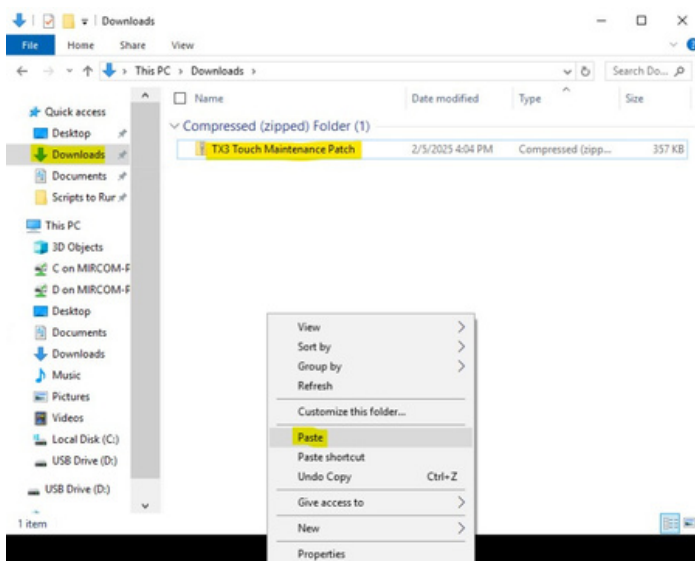 Downloads
File Home Share View
This PC > Downloads >
Search Do...
Name Date modified Type Size
Compressed (zipped) Folder (1)
TX3 Touch Maintenance Patch 2/5/2025 4:04 PM Compressed (zipp... 357 KB
Quick access
Desktop
Downloads
Documents
Scripts to Rur
This PC
3D Objects
C on MIRCOM-P
D on MIRCOM-P
Desktop
Documents
Downloads
Music
Pictures
Videos
Local Disk (C:)
USB Drive (D:)
USB Drive (D:)
1 item
View
Sort by
Group by
Refresh
Customize this folder...
Paste
Paste shortcut
Undo Copy Ctrl+Z
Give access to
New
Properties